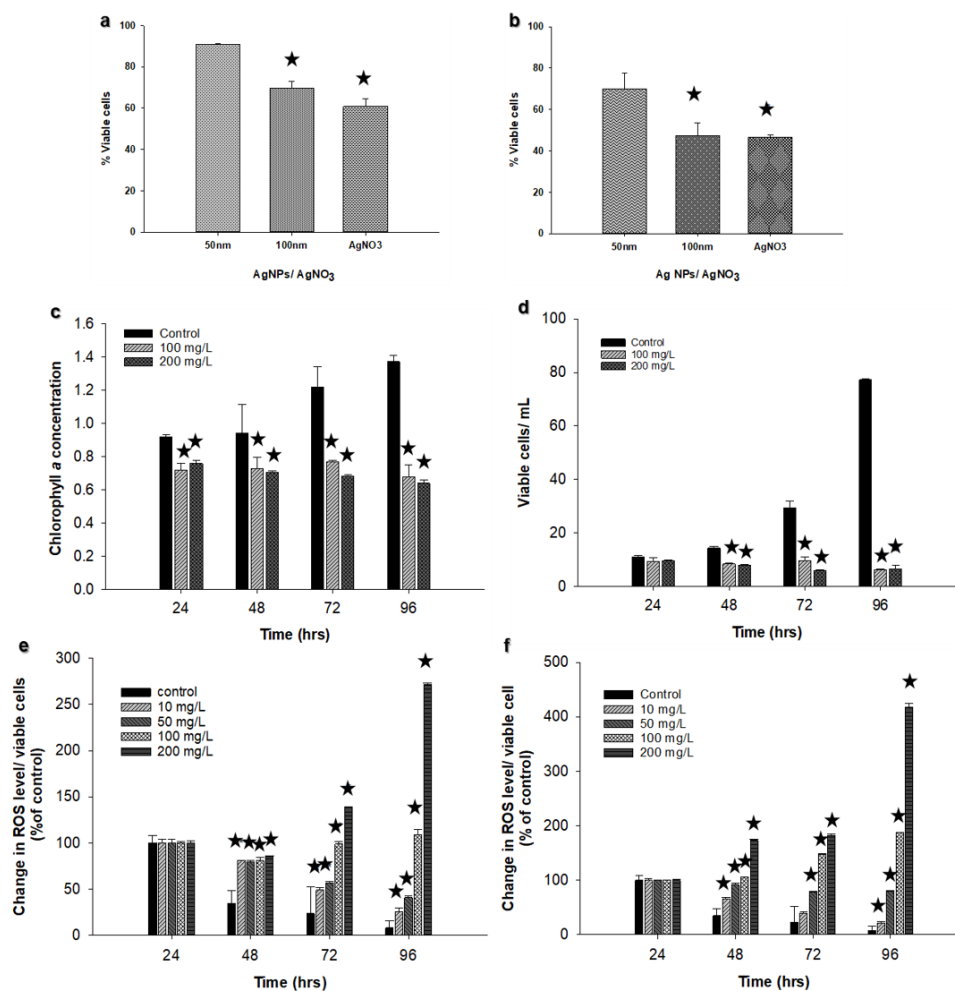 a
100
80
60
40
20
0
% Viable cells
★
★
50nm 100nm AgNO3
AgNPs/ AgNO₃
b
100
80
60
40
20
0
% Viable cells
★
★
50nm 100nm AgNO3
Ag NPs/ AgNO₃
c
1.6
1.4
1.2
1.0
0.8
0.6
0.4
0.2
0.0
Chlorophyll a concentration
Control
100 mg/L
200 mg/L
24 48 72 96
Time (hrs)
d
100
80
60
40
20
0
Viable cells/ mL
Control
100 mg/L
200 mg/L
24 48 72 96
Time (hrs)
e
300
250
200
150
100
50
0
Change in ROS level/ viable cells
(%of control)
control
10 mg/L
50 mg/L
100 mg/L
200 mg/L
24 48 72 96
Time (hrs)
f
500
400
300
200
100
0
Change in ROS level/ viable cell
(% of control)
Control
10 mg/L
50 mg/L
100 mg/L
200 mg/L
24 48 72 96
Time (hrs)